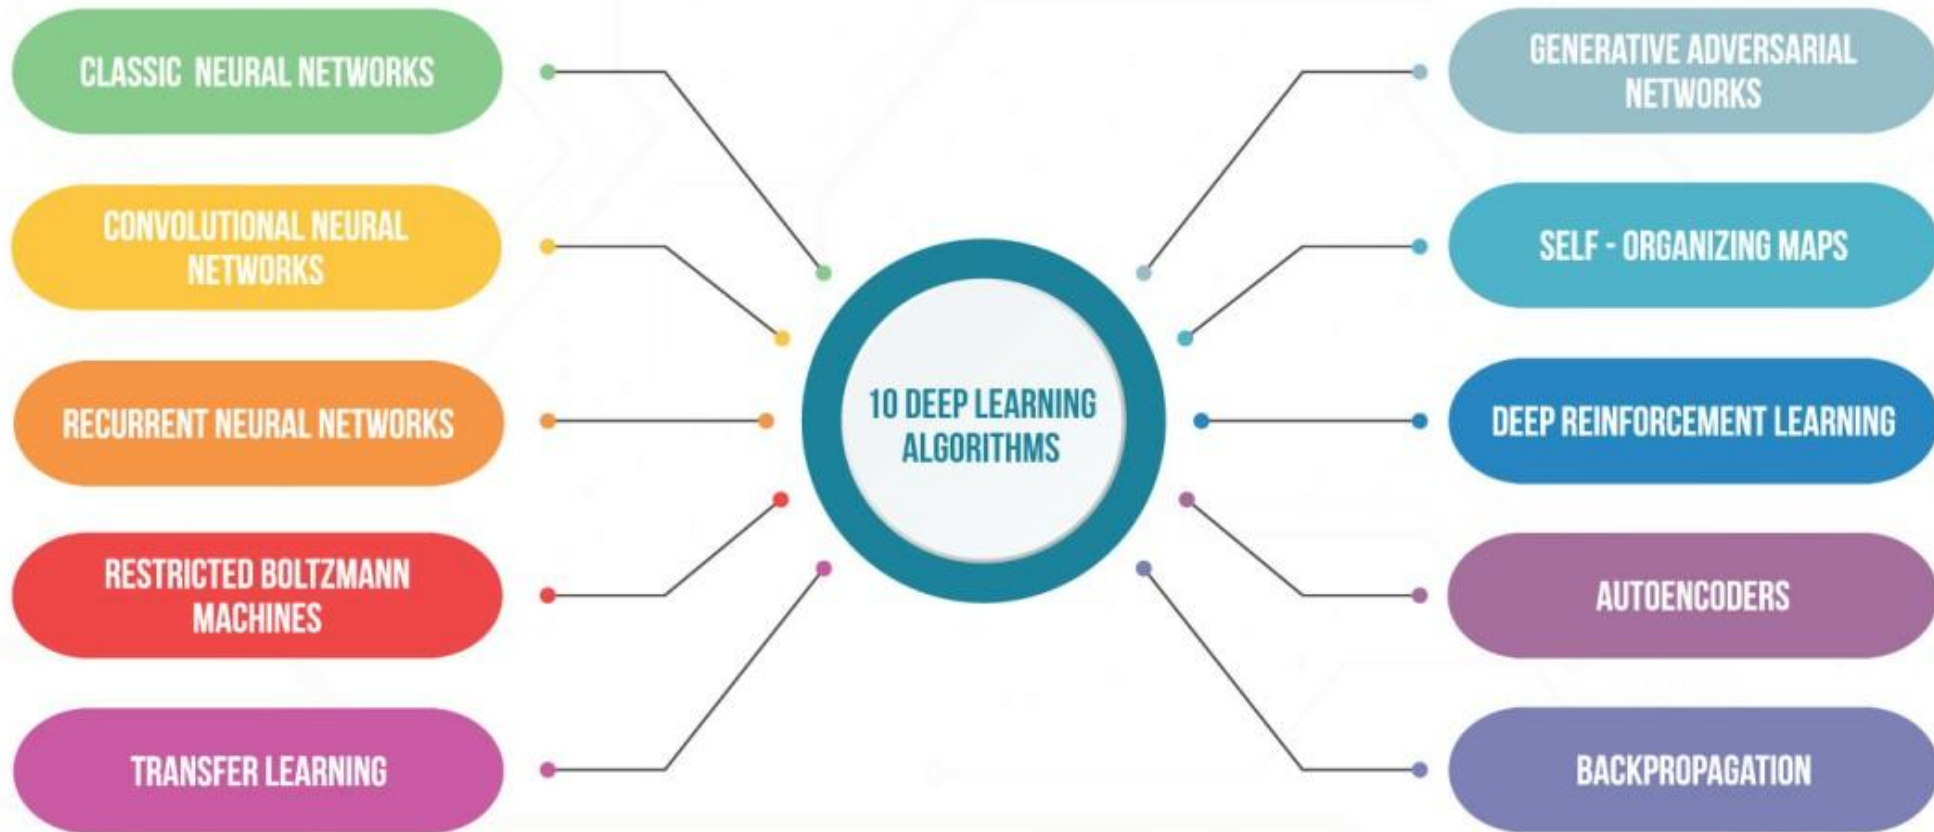 CLASSIC NEURAL NETWORKS
CONVOLUTIONAL NEURAL
NETWORKS
RECURRENT NEURAL NETWORKS
RESTRICTED BOLTZMANN
MACHINES
TRANSFER LEARNING
10 DEEP LEARNING
ALGORITHMS
GENERATIVE ADVERSARIAL
NETWORKS
SELF - ORGANIZING MAPS
DEEP REINFORCEMENT LEARNING
AUTOENCODERS
BACKPROPAGATION